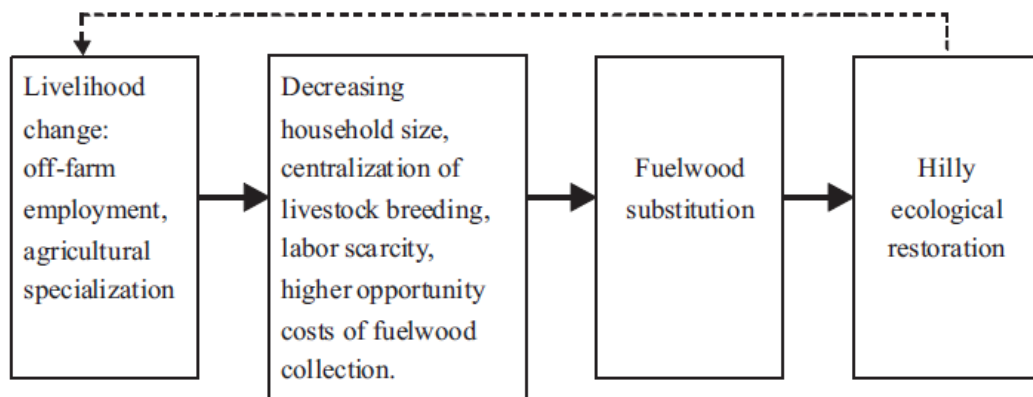 Livelihood
change:
off-farm
employment,
agricultural
specialization
Decreasing
household size,
centralization of
livestock breeding,
labor scarcity,
higher opportunity
costs of fuelwood
collection.
Fuelwood
substitution
Hilly
ecological
restoration